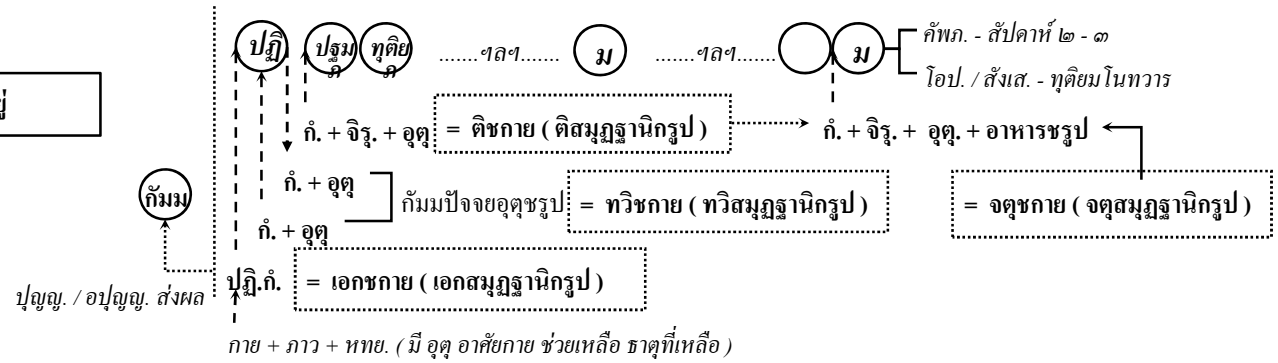 ปฏิ ปฐม ทุติย .......ฯลฯ....... ม .......ฯลฯ....... ม
ภ ภ
คัพภ. - สัปดาห์ ๒ - ๓
โอป. / สังเส. - ทุติยมโนทวาร
ยู่
กํ. + จิรุ. + อุตุ = ติชกาย ( ติสมุฏฐานิกรูป ) กํ. + จิรุ. + อุตุ. + อาหารชรูป
กัมม
กํ. + อุตุ
กัมมปัจจยอุตุชรูป = ทวิชกาย ( ทวิสมุฏฐานิกรูป ) = จตุชกาย ( จตุสมุฏฐานิกรูป )
กํ. + อุตุ
ปฏิ.กํ. = เอกชกาย ( เอกสมุฏฐานิกรูป )
ปุญญ. / อปุญญ. ส่งผล
กาย + ภาว + หทย. ( มี อุตุ อาศัยกาย ช่วยเหลือ ธาตุที่เหลือ )